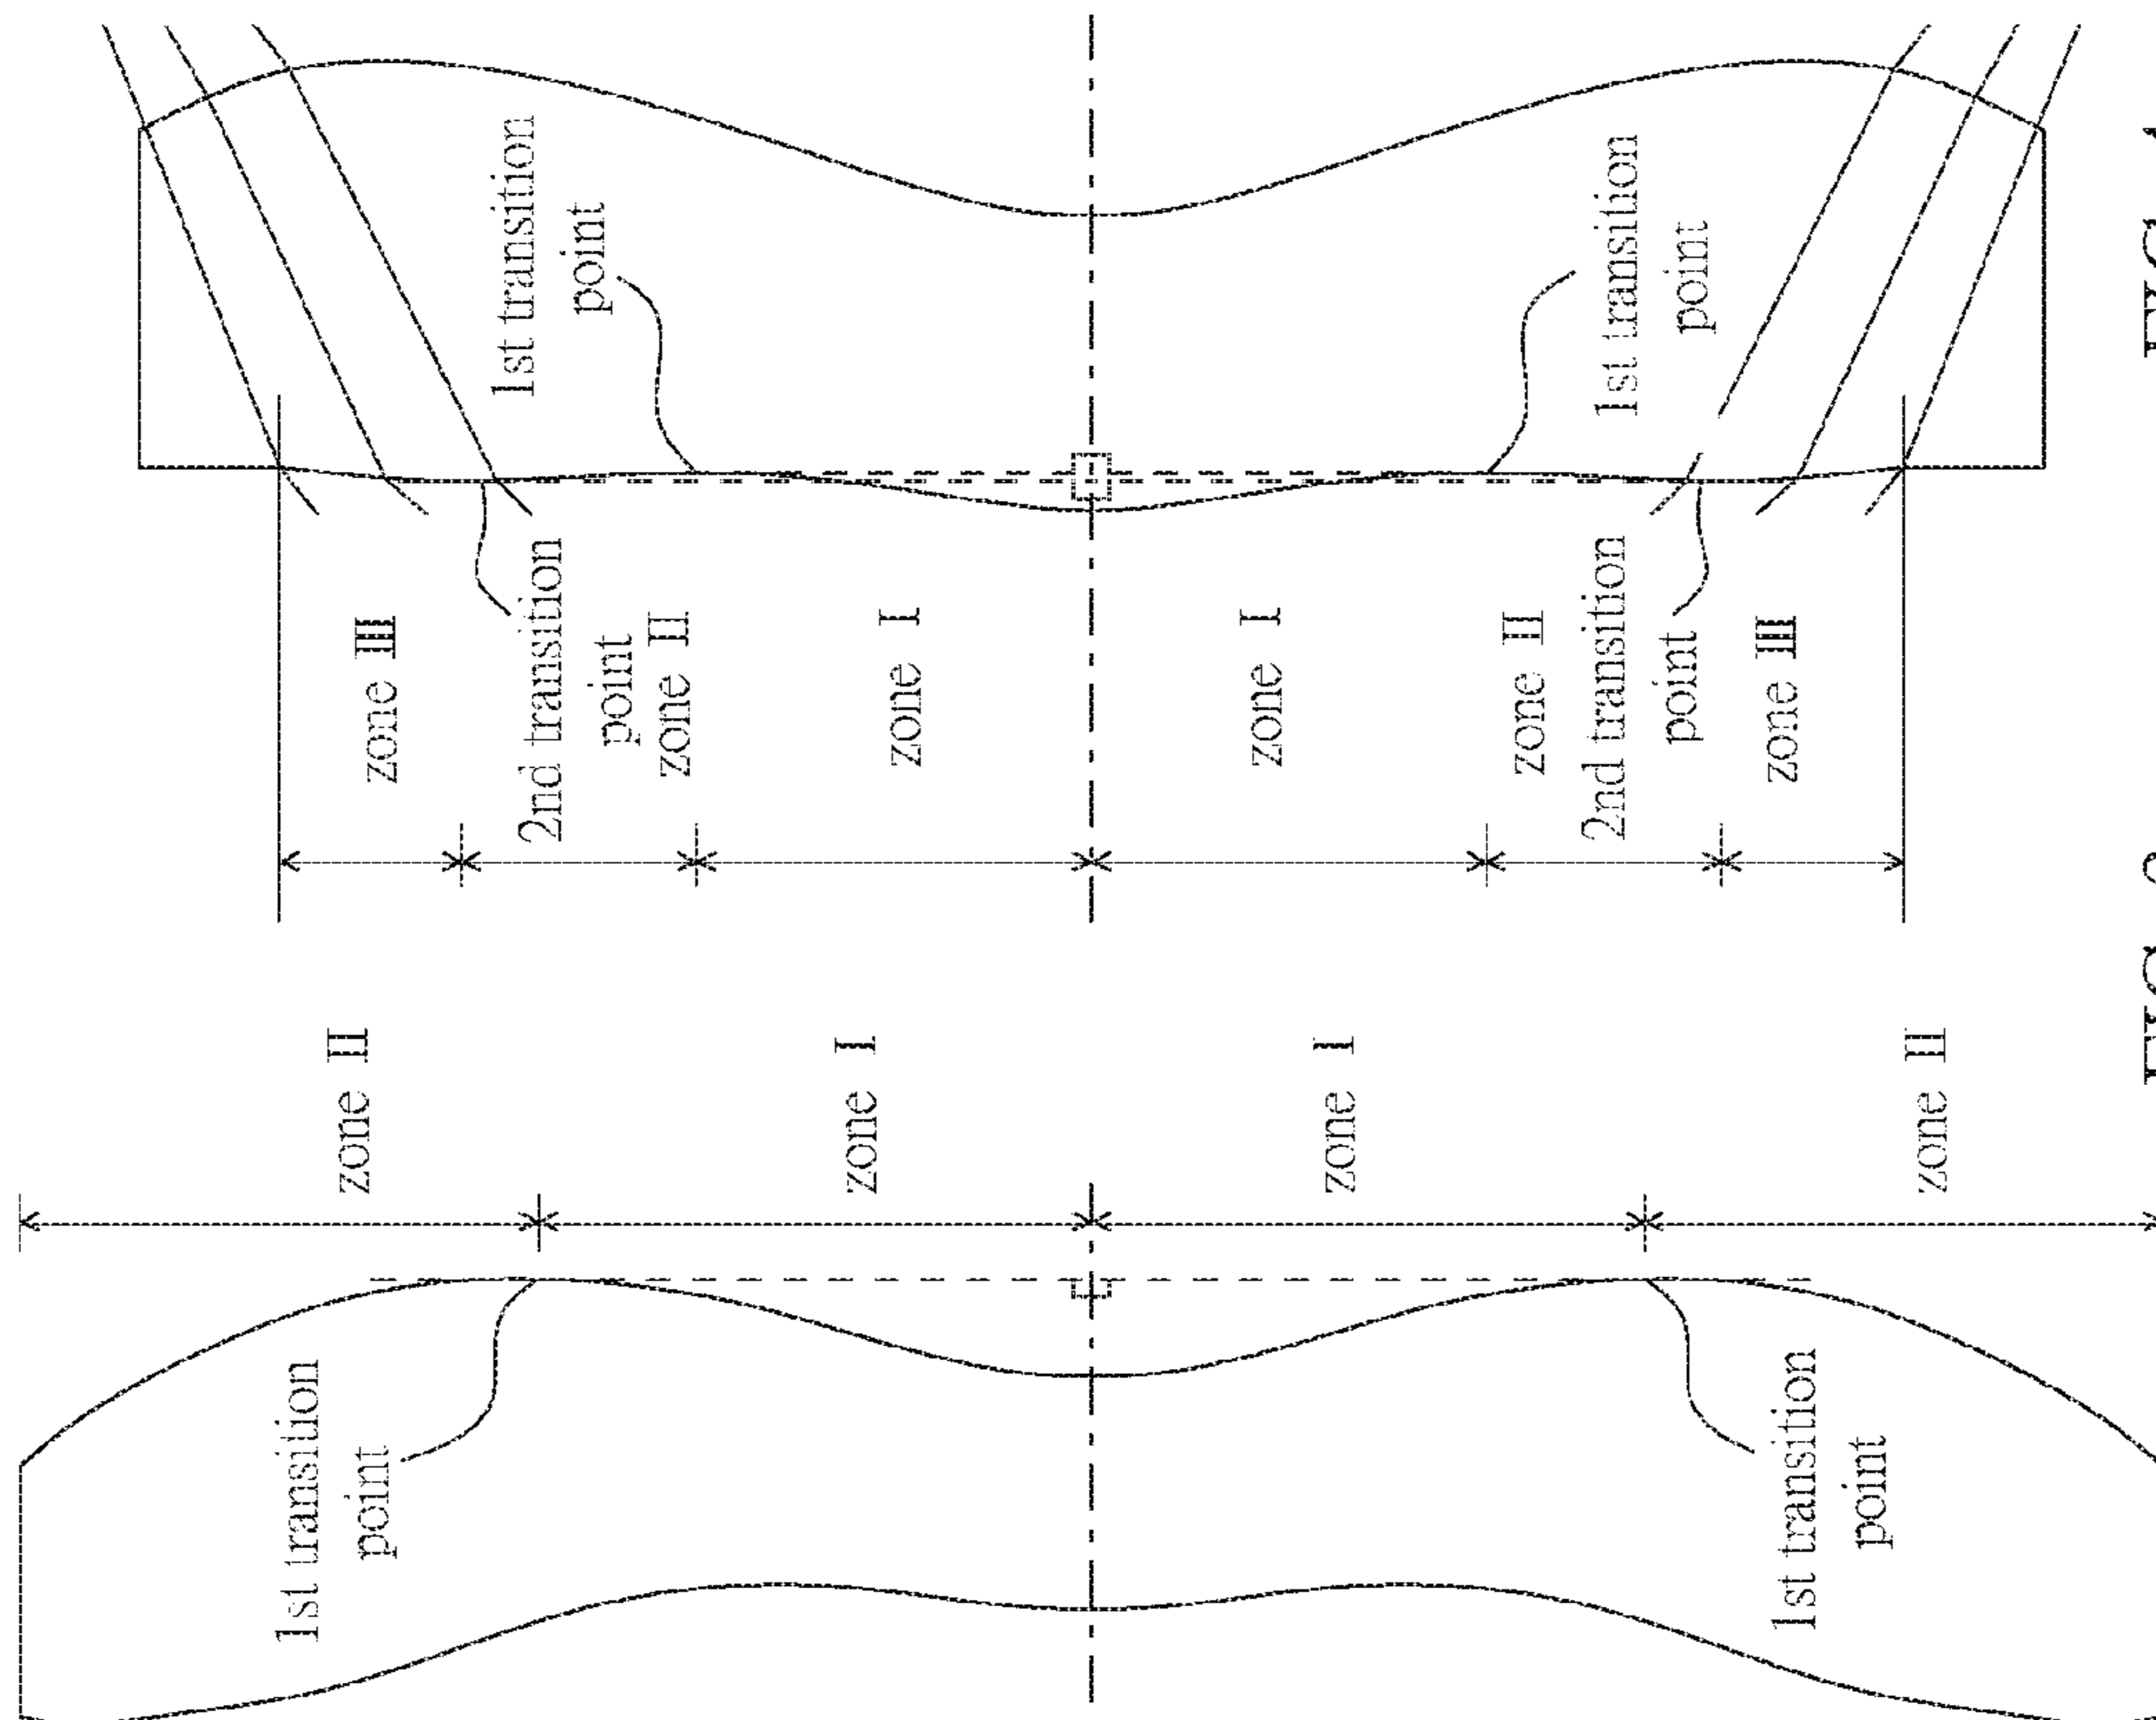 1st transition
point
1st transition
point
2nd transition
point
2nd transition
point
zone III
zone II
zone I
zone I
zone II
zone III
zone II
zone I
zone I
zone II
1st transition
point
1st transition
point